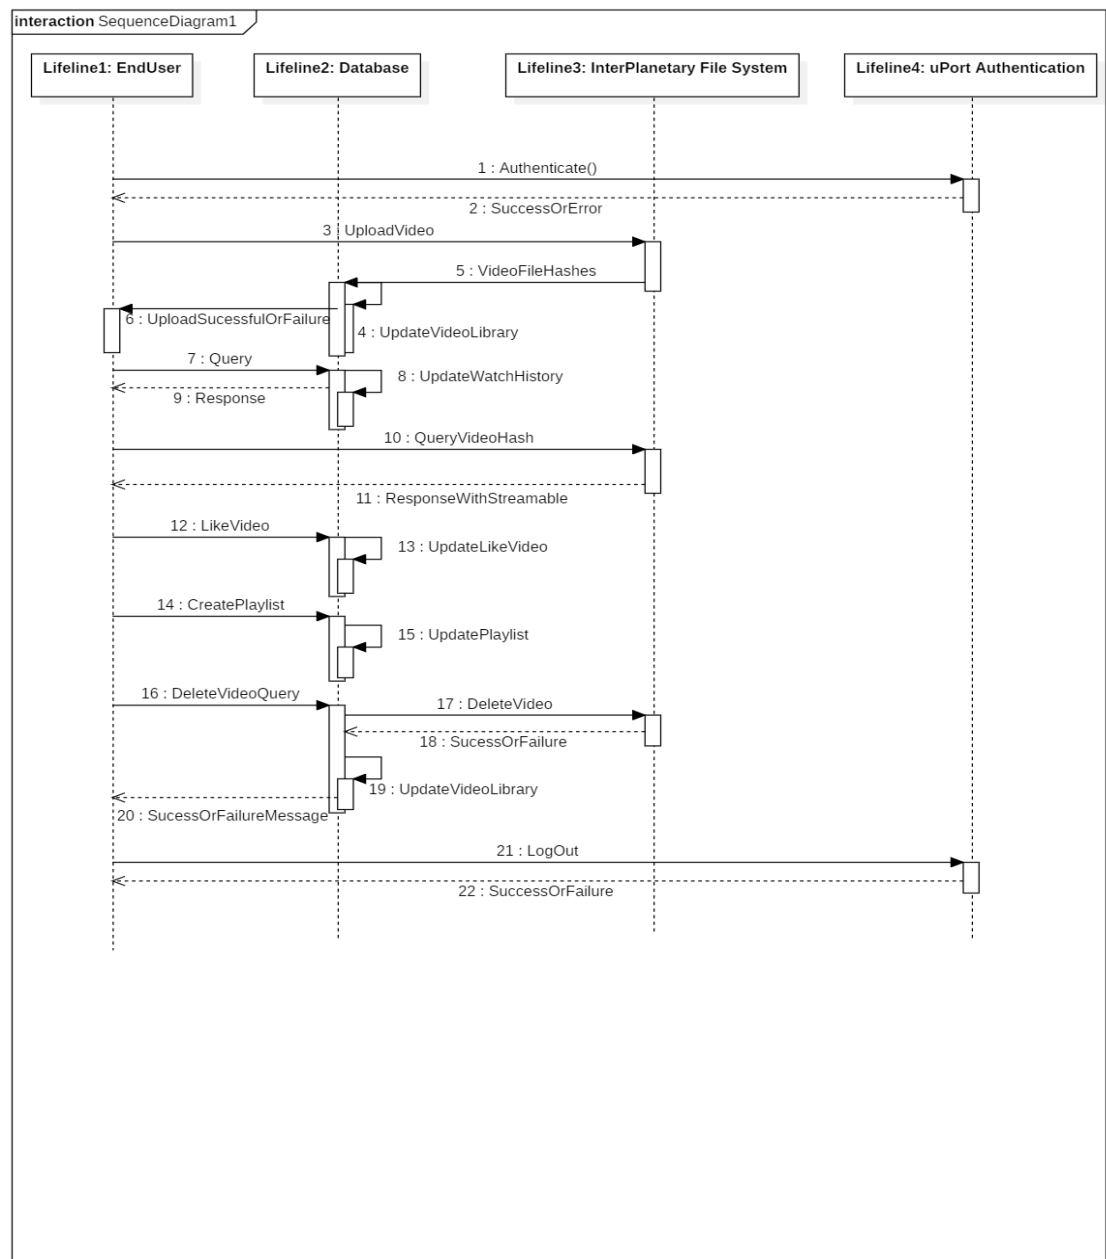 interaction SequenceDiagram1
Lifeline1: EndUser
Lifeline2: Database
Lifeline3: InterPlanetary File System
Lifeline4: uPort Authentication
1 : Authenticate()
2 : SuccessOrError
3 : UploadVideo
5 : VideoFileHashes
6 : UploadSucessfulOrFailure
4 : UpdateVideoLibrary
7 : Query
8 : UpdateWatchHistory
9 : Response
10 : QueryVideoHash
11 : ResponseWithStreamable
12 : LikeVideo
13 : UpdateLikeVideo
14 : CreatePlaylist
15 : UpdatePlaylist
16 : DeleteVideoQuery
17 : DeleteVideo
18 : SucessOrFailure
19 : UpdateVideoLibrary
20 : SucessOrFailureMessage
21 : LogOut
22 : SuccessOrFailure